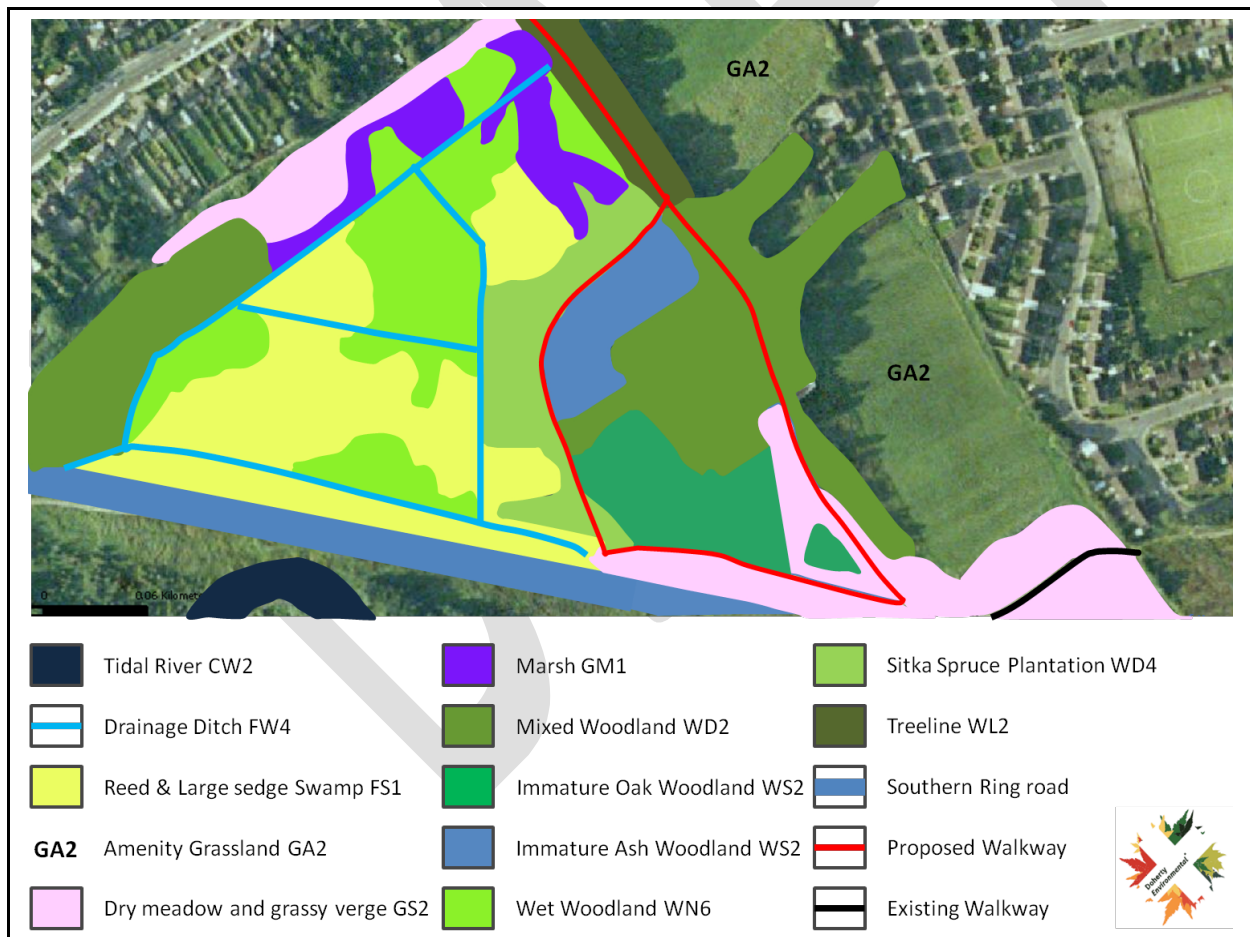 GA2
GA2
0
0.06 Kilometers
Tidal River CW2
Marsh GM1
Sitka Spruce Plantation WD4
Drainage Ditch FW4
Mixed Woodland WD2
Treeline WL2
Reed & Large sedge Swamp FS1
Immature Oak Woodland WS2
Southern Ring road
GA2 Amenity Grassland GA2
Immature Ash Woodland WS2
Proposed Walkway
Dry meadow and grassy verge GS2
Wet Woodland WN6
Existing Walkway
Doherty
Environmental